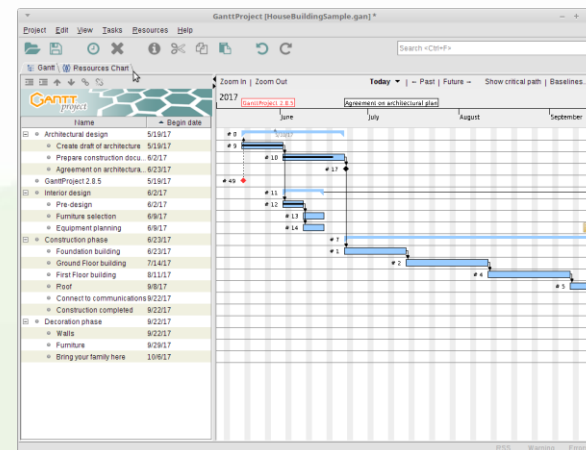 GanttProject [HouseBuildingSample.gan] *
Project Edit View Tasks Resources Help
Search <Ctrl+F>
Gantt Resources Chart
Zoom In | Zoom Out Today ▾ | ← Past | Future → Show critical path | Baselines...
GANTT project
2017
GanttProject 2.8.5 Agreement on architectural plan
Name Begin date
June July August September
Architectural design 5/19/17 # 8
Create draft of architecture 5/19/17 # 9
Prepare construction docu... 6/2/17 # 10
Agreement on architectura... 6/23/17 # 17
GanttProject 2.8.5 5/19/17 # 49
Interior design 6/2/17 # 11
Pre-design 6/2/17 # 12
Furniture selection 6/9/17 # 13
Equipment planning 6/9/17 # 14
Construction phase 6/23/17 # 7
Foundation building 6/23/17 # 1
Ground Floor building 7/14/17 # 2
First Floor building 8/11/17 # 4
Roof 9/8/17 # 5
Connect to communications 9/22/17
Construction completed 9/22/17
Decoration phase 9/22/17
Walls 9/22/17
Furniture 9/29/17
Bring your family here 10/6/17
RSS Warning Error